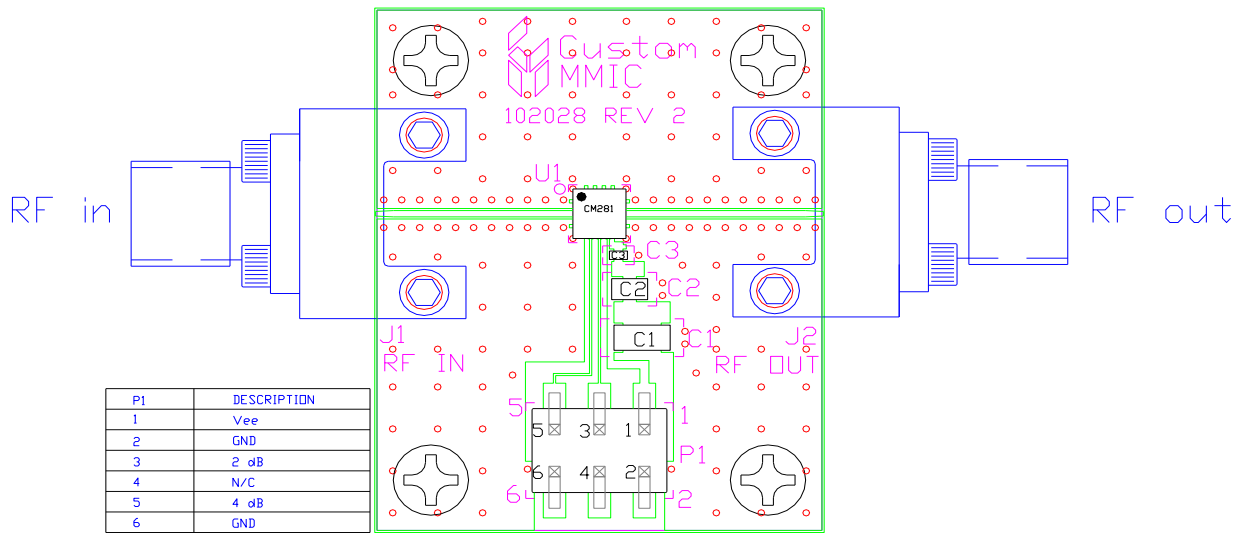 Custom
MMIC
102028 REV 2
U1
CM281
RF in
RF out
C3
C3
C2
C2
C1
C1
J1
RF IN
J2
RF OUT
P1 DESCRIPTION
1 Vee
2 GND
3 2 dB
4 N/C
5 4 dB
6 GND
5
1
5 3 1
P1
6 4 2
6
2